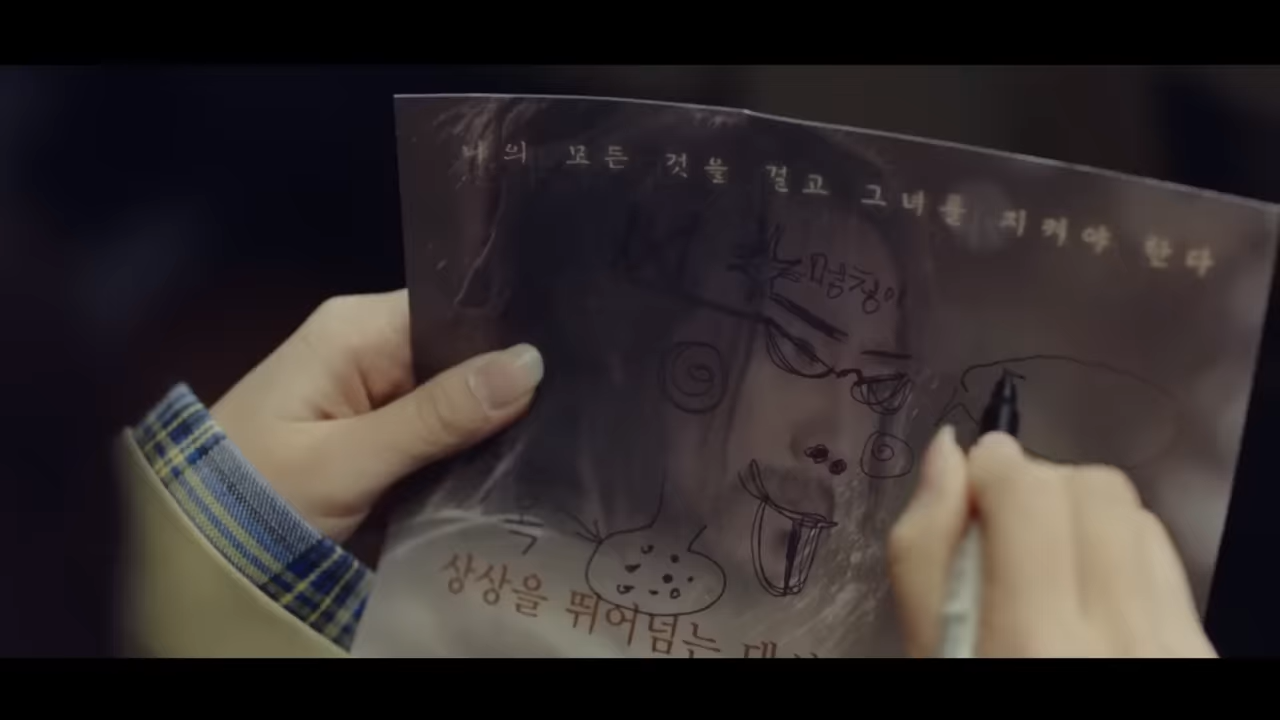 나의 모든 것을 걸고 그녀를 지켜야 한다
멍청이
상상을 뛰어넘는